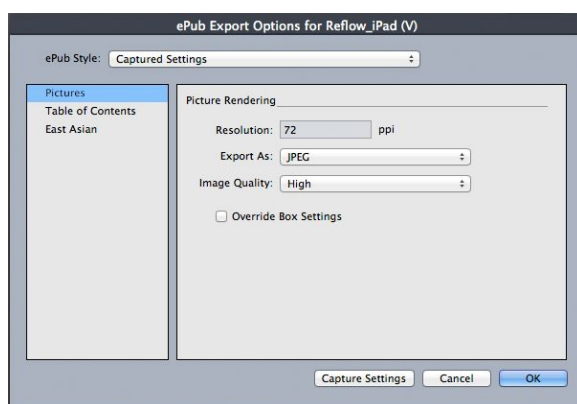 ePub Export Options for Reflow_iPad (V)
ePub Style: Captured Settings
Pictures
Table of Contents
East Asian
Picture Rendering
Resolution: 72 ppi
Export As: JPEG
Image Quality: High
Override Box Settings
Capture Settings Cancel OK